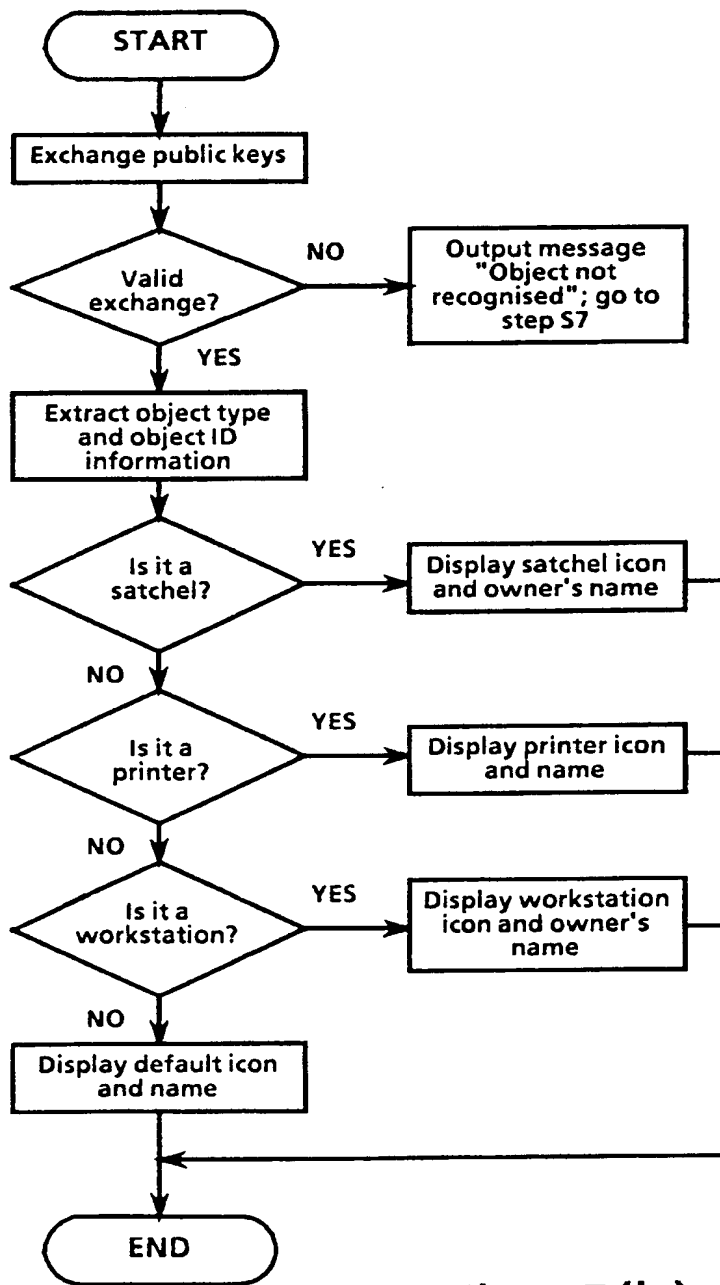 START
Exchange public keys
Valid
exchange?
NO
Output message
"Object not
recognised"; go to
step S7
YES
Extract object type
and object ID
information
Is it a
satchel?
YES
Display satchel icon
and owner's name
NO
Is it a
printer?
YES
Display printer icon
and name
NO
Is it a
workstation?
YES
Display workstation
icon and owner's
name
NO
Display default icon
and name
END